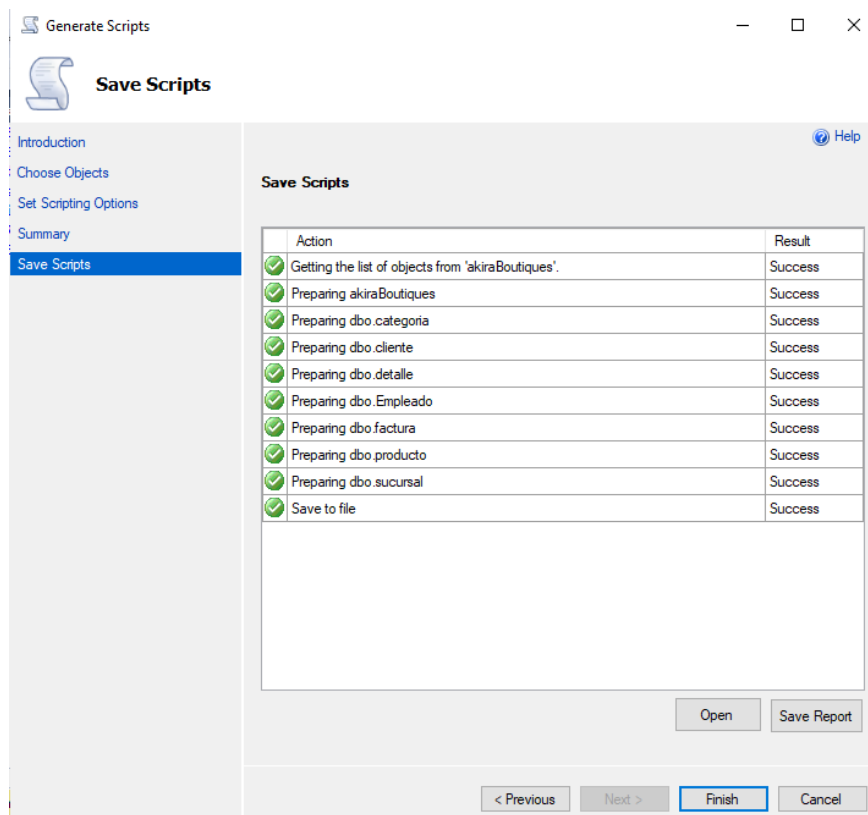 Generate Scripts
Save Scripts
Help
Introduction
Choose Objects
Set Scripting Options
Summary
Save Scripts
Save Scripts
Action Result
Getting the list of objects from 'akiraBoutiques'. Success
Preparing akiraBoutiques Success
Preparing dbo.categoria Success
Preparing dbo.cliente Success
Preparing dbo.detalle Success
Preparing dbo.Empleado Success
Preparing dbo.factura Success
Preparing dbo.producto Success
Preparing dbo.sucursal Success
Save to file Success
Open Save Report
< Previous Next > Finish Cancel